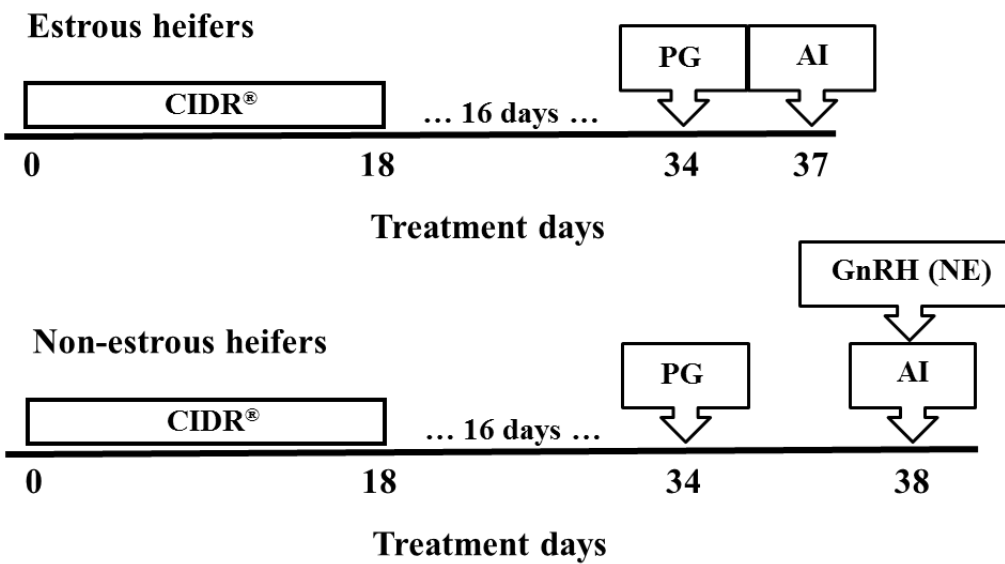 Estrous heifers
PG AI
CIDR®
... 16 days ...
0 18 34 37
Treatment days
GnRH (NE)
Non-estrous heifers
PG AI
CIDR®
... 16 days ...
0 18 34 38
Treatment days